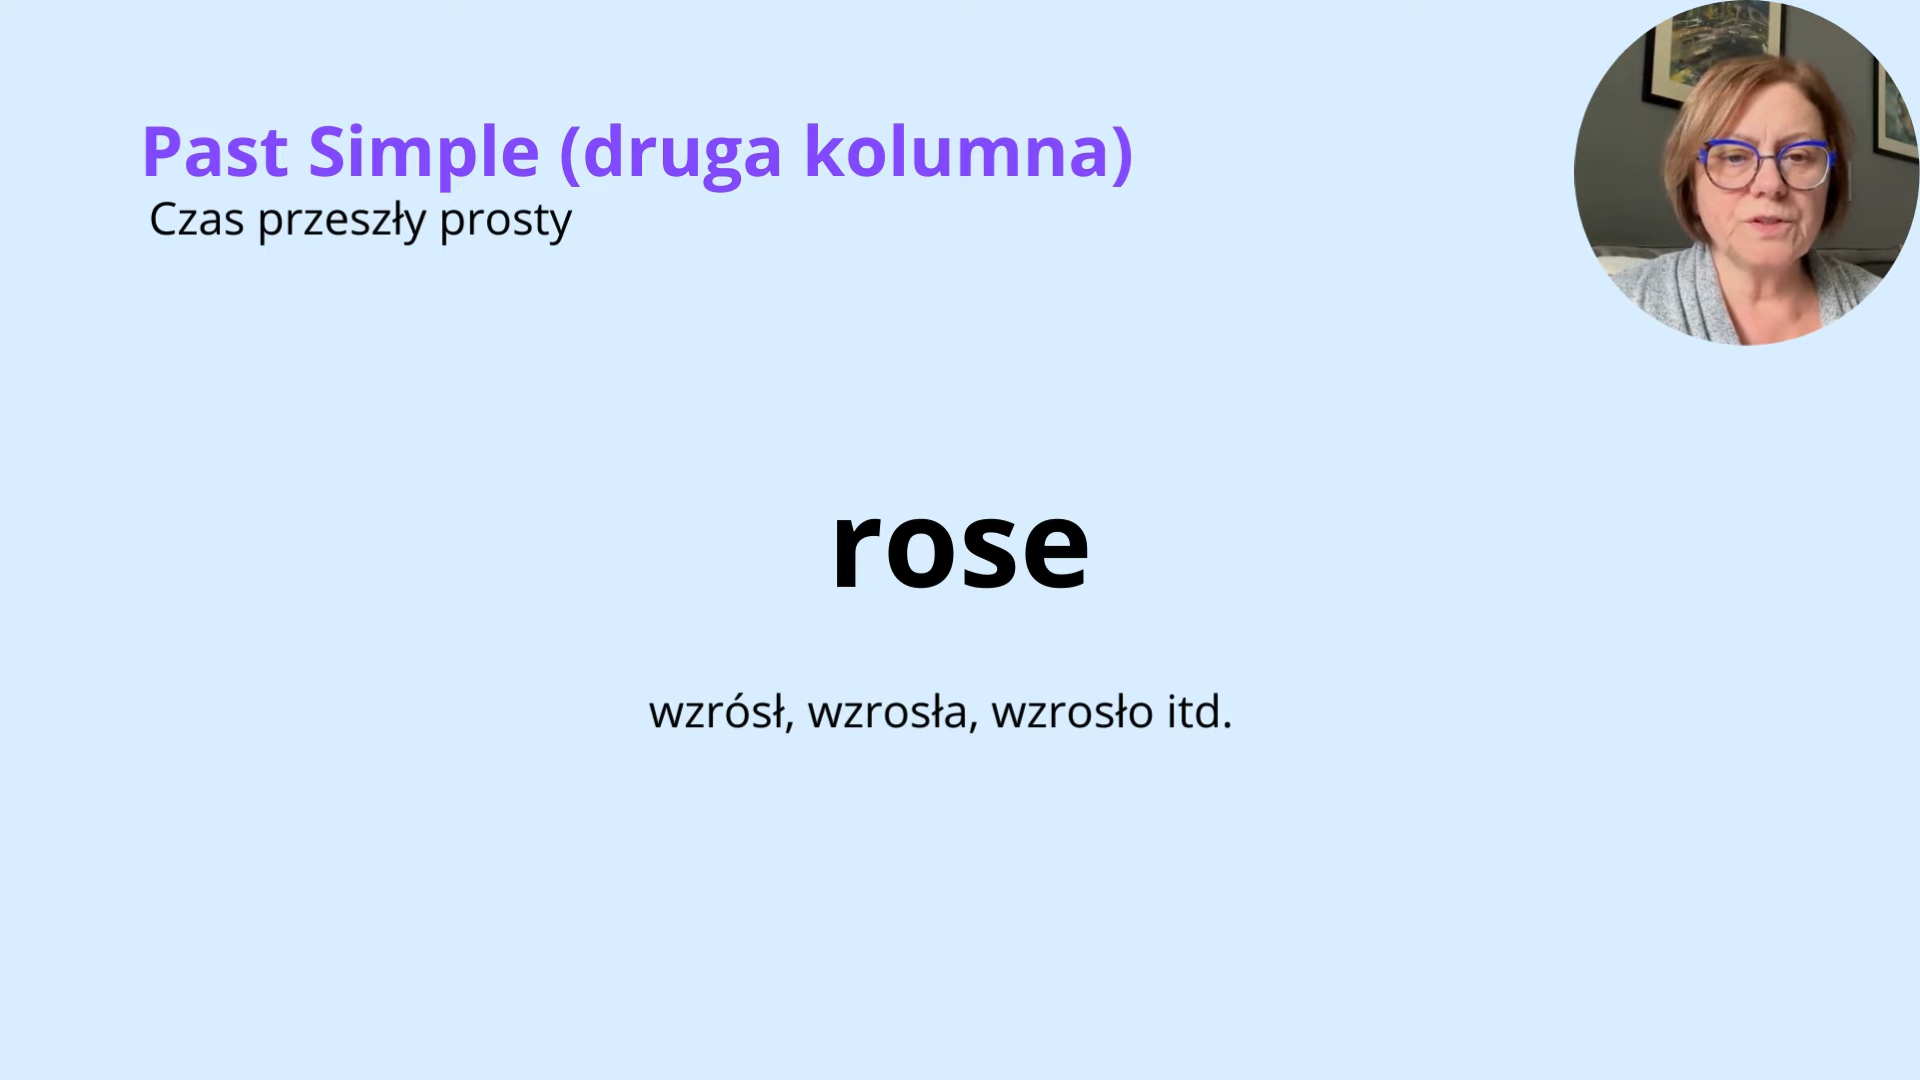 Past Simple (druga kolumna)
Czas przeszły prosty
rose
wzrósł, wzrosła, wzrosło itd.